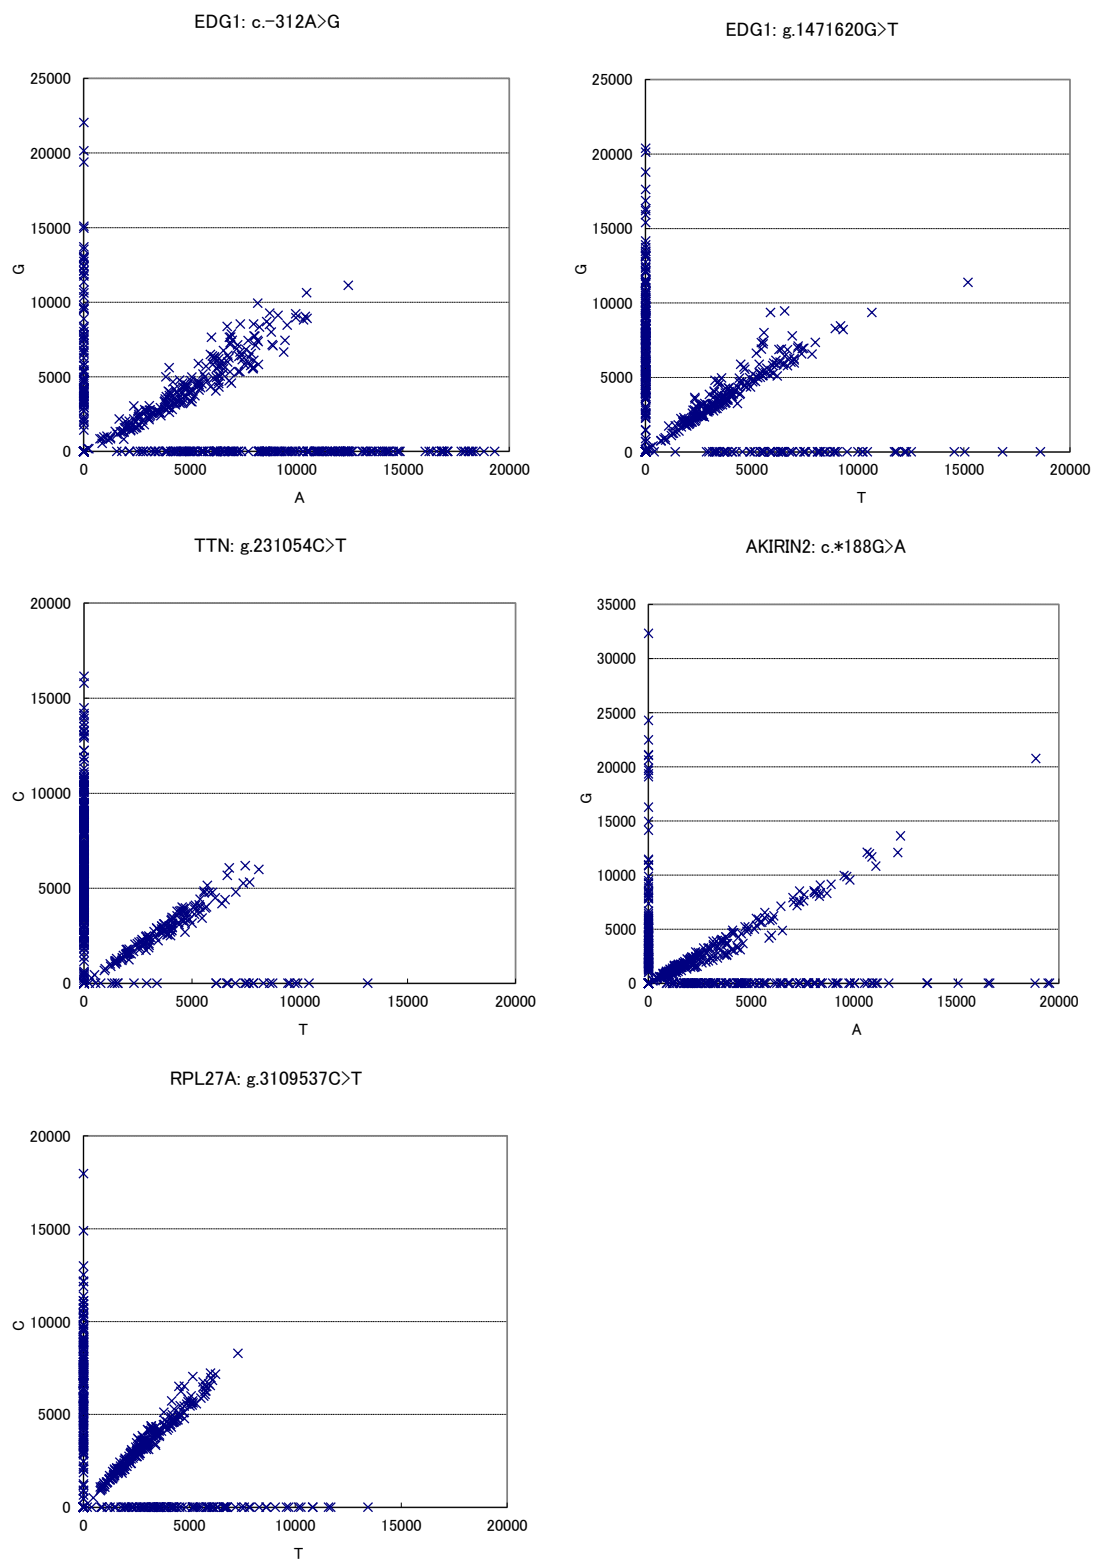 EDG1: c.-312A>G
25000
20000
15000
10000
5000
0
G
0 5000 10000 15000 20000
A
EDG1: g.1471620G>T
25000
20000
15000
10000
5000
0
G
0 5000 10000 15000 20000
T
TTN: g.231054C>T
20000
15000
10000
5000
0
C
0 5000 10000 15000 20000
T
AKIRIN2: c.*188G>A
35000
30000
25000
20000
15000
10000
5000
0
G
0 5000 10000 15000 20000
A
RPL27A: g.3109537C>T
20000
15000
10000
5000
0
C
0 5000 10000 15000 20000
T